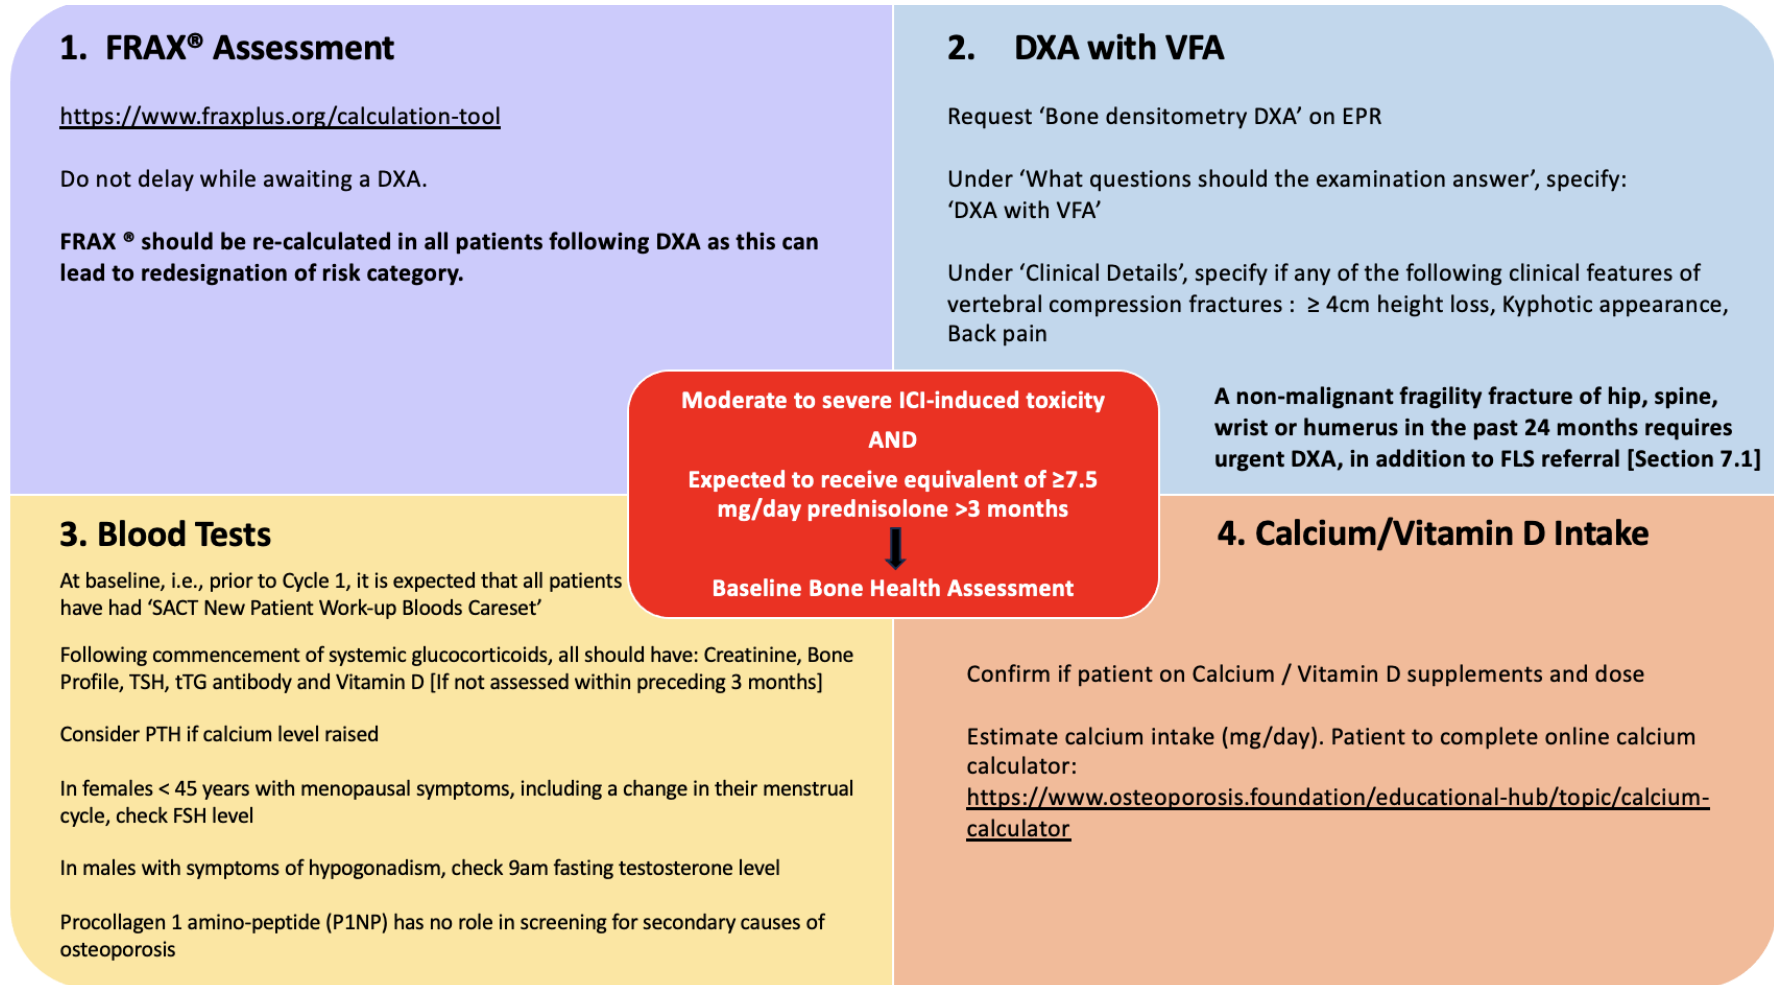 1. FRAX® Assessment
https://www.fraxplus.org/calculation-tool
Do not delay while awaiting a DXA.
FRAX ® should be re-calculated in all patients following DXA as this can
lead to redesignation of risk category.
2. DXA with VFA
Request ‘Bone densitometry DXA’ on EPR
Under ‘What questions should the examination answer’, specify:
‘DXA with VFA’
Under ‘Clinical Details’, specify if any of the following clinical features of
vertebral compression fractures : ≥ 4cm height loss, Kyphotic appearance,
Back pain
A non-malignant fragility fracture of hip, spine,
wrist or humerus in the past 24 months requires
urgent DXA, in addition to FLS referral [Section 7.1]
Moderate to severe ICI-induced toxicity
AND
Expected to receive equivalent of ≥7.5
mg/day prednisolone >3 months
Baseline Bone Health Assessment
3. Blood Tests
At baseline, i.e., prior to Cycle 1, it is expected that all patients
have had ‘SACT New Patient Work-up Bloods Careset’
Following commencement of systemic glucocorticoids, all should have: Creatinine, Bone
Profile, TSH, tTG antibody and Vitamin D [If not assessed within preceding 3 months]
Consider PTH if calcium level raised
In females < 45 years with menopausal symptoms, including a change in their menstrual
cycle, check FSH level
In males with symptoms of hypogonadism, check 9am fasting testosterone level
Procollagen 1 amino-peptide (P1NP) has no role in screening for secondary causes of
osteoporosis
4. Calcium/Vitamin D Intake
Confirm if patient on Calcium / Vitamin D supplements and dose
Estimate calcium intake (mg/day). Patient to complete online calcium
calculator:
https://www.osteoporosis.foundation/educational-hub/topic/calcium-
calculator